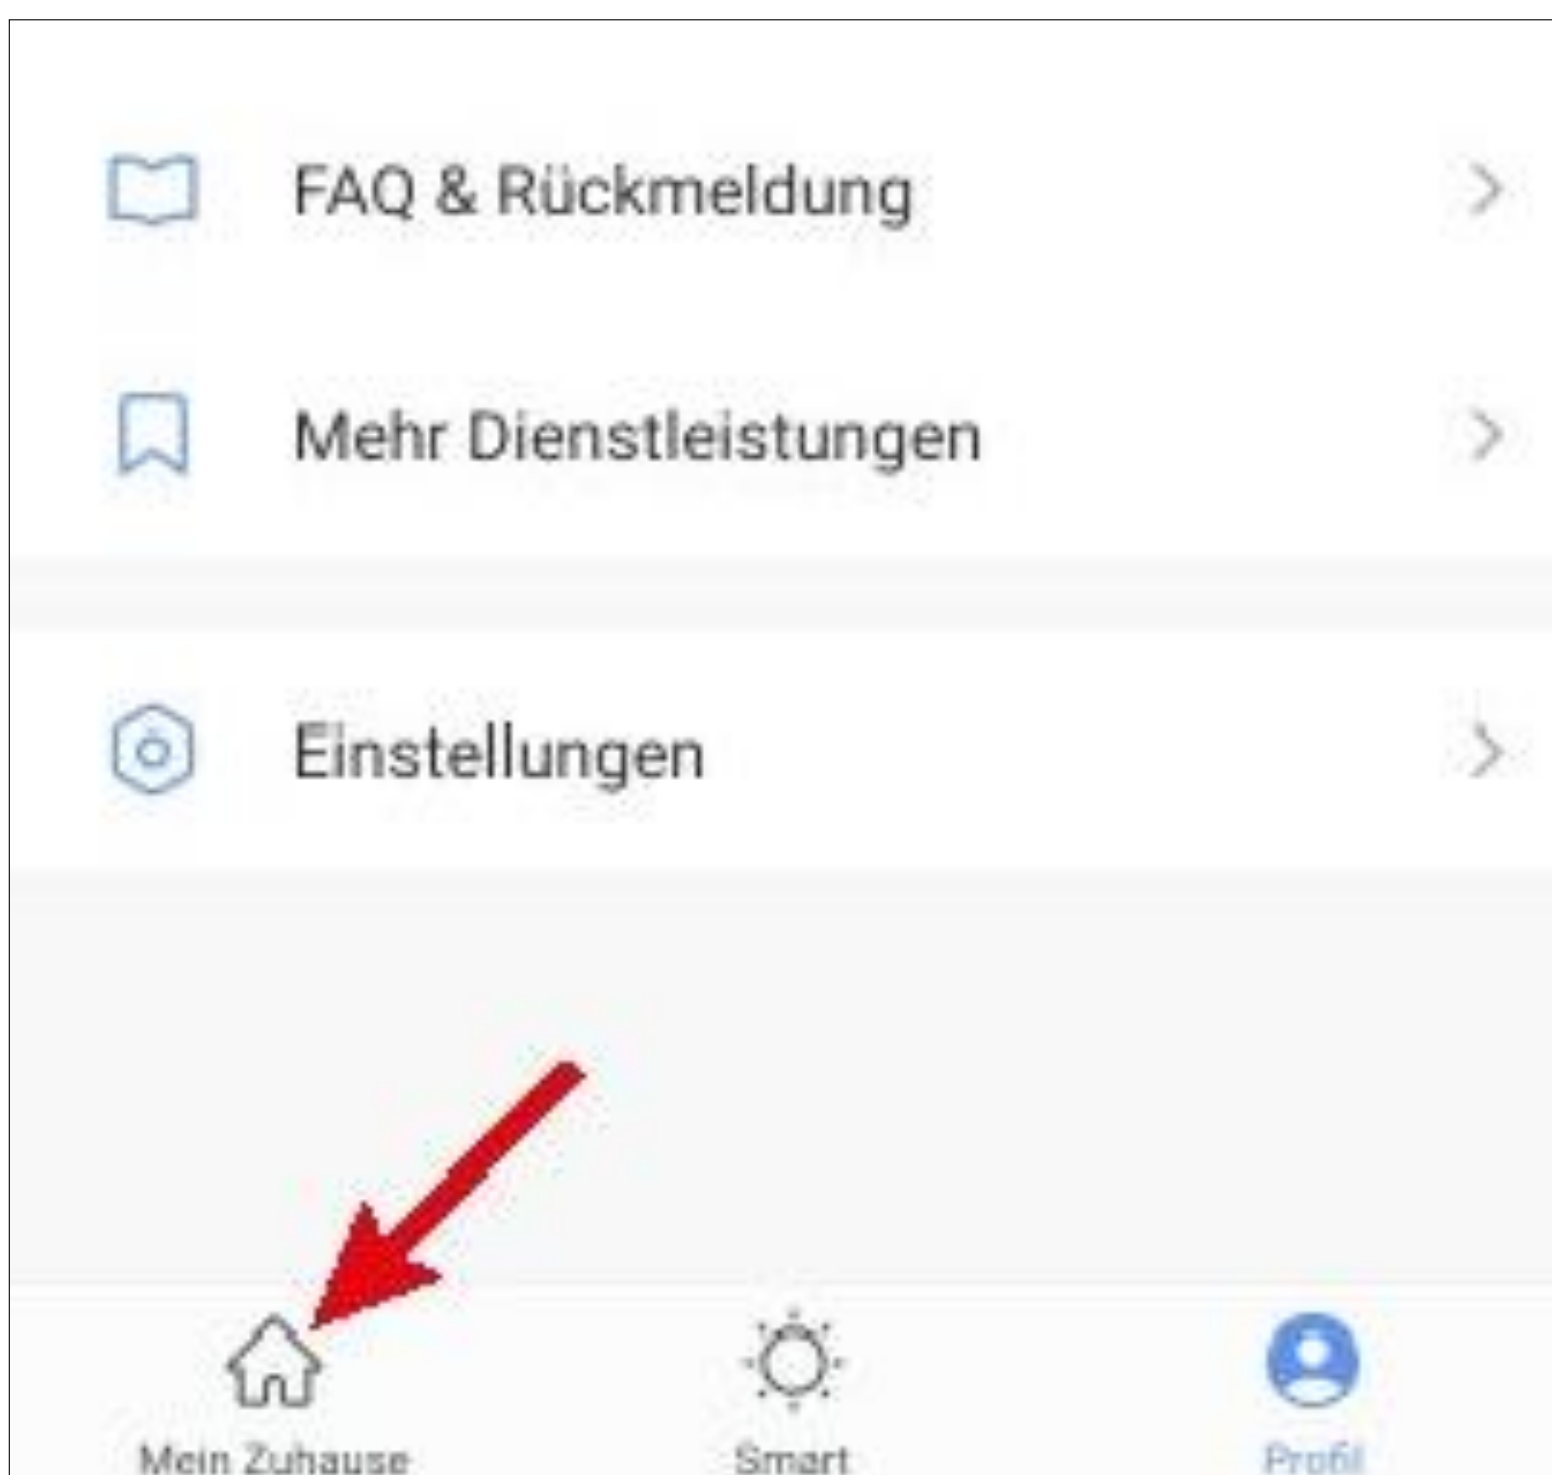 FAQ & Rückmeldung
Mehr Dienstleistungen
Einstellungen
Mein Zuhause
Smart
Profil